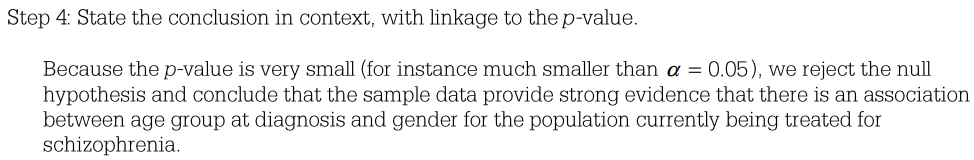 Step 4: State the conclusion in context, with linkage to the p-value.
Because the p-value is very small (for instance much smaller than α = 0.05), we reject the null
hypothesis and conclude that the sample data provide strong evidence that there is an association
between age group at diagnosis and gender for the population currently being treated for
schizophrenia.